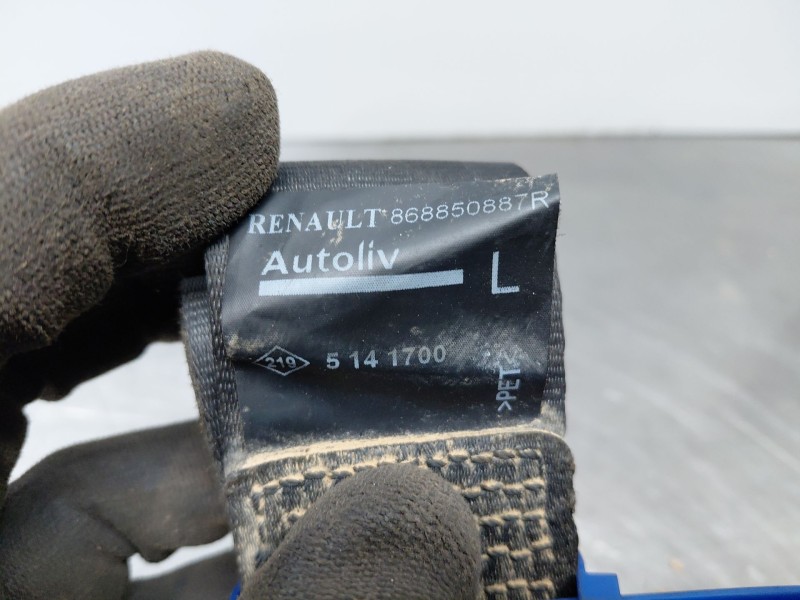 RENAULT 868850887R
Autoliv
L
219 5 14 1700
>PET<